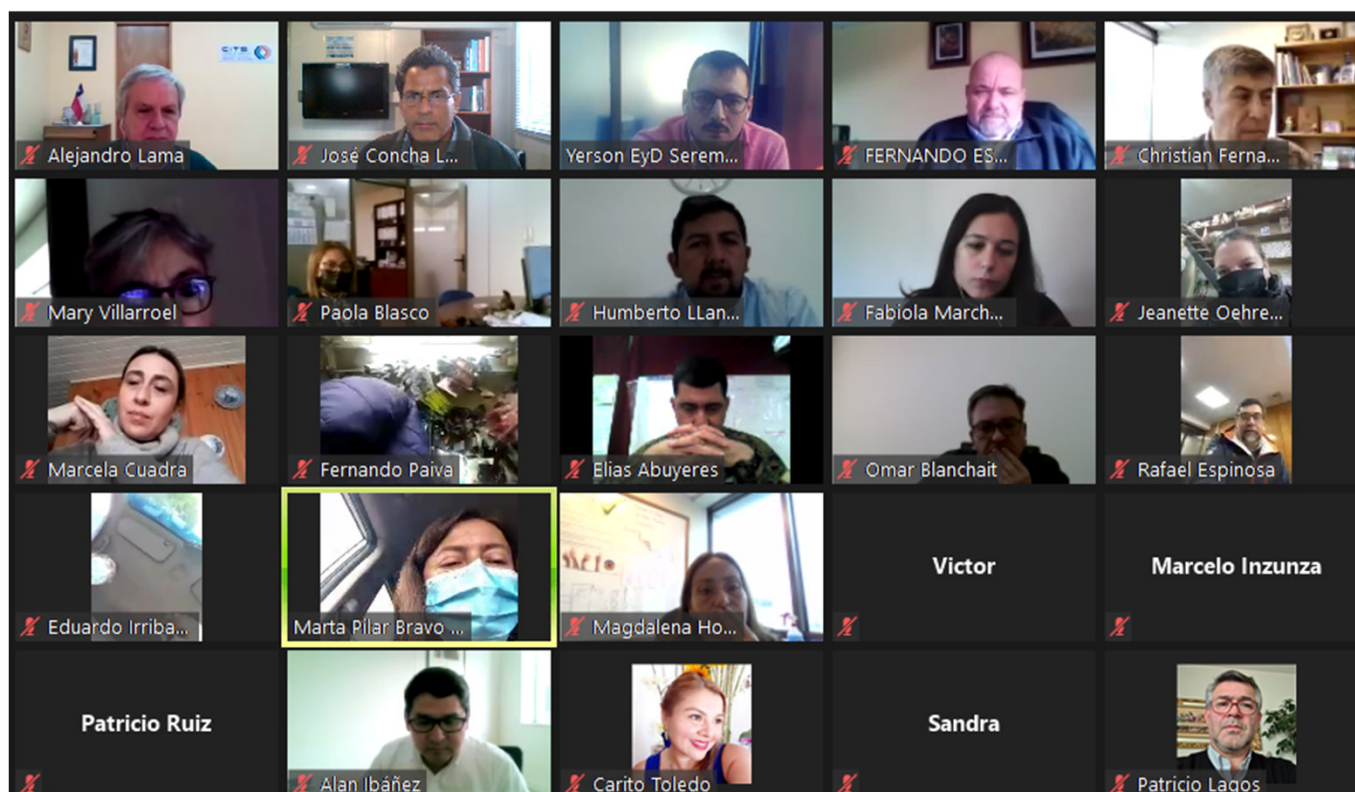 CITS
Alejandro Lama
José Concha L...
Yerson EyD Serem...
FERNANDO ES...
Christian Ferna...
Mary Villarroel
Paola Blasco
Humberto LLan...
Fabiola March...
Jeanette Oehre...
Marcela Cuadra
Fernando Paiva
Elias Abuyeres
Omar Blanchait
Rafael Espinosa
Eduardo Irriba...
Marta Pilar Bravo ...
Magdalena Ho...
Victor
Marcelo Inzunza
Patricio Ruiz
Alan Ibáñez
Carito Toledo
Sandra
Patricio Lagos